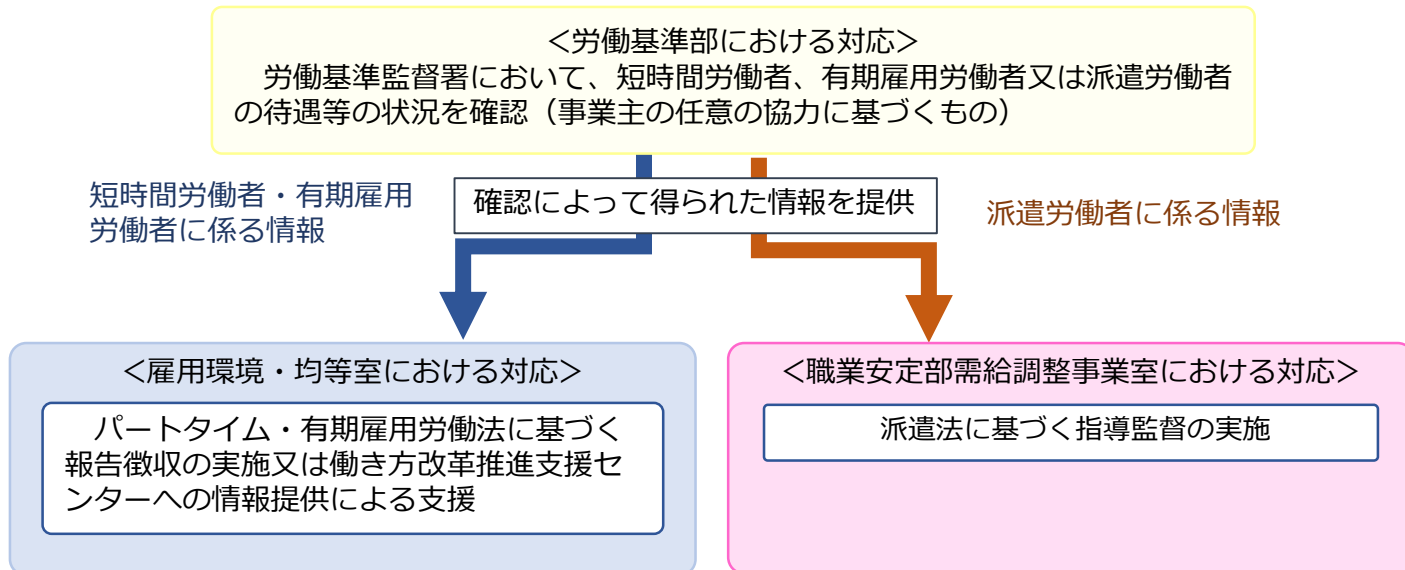 ＜労働基準部における対応＞
　労働基準監督署において、短時間労働者、有期雇用労働者又は派遣労働者
の待遇等の状況を確認（事業主の任意の協力に基づくもの）
短時間労働者・有期雇用
労働者に係る情報
確認によって得られた情報を提供
派遣労働者に係る情報
＜雇用環境・均等室における対応＞
　パートタイム・有期雇用労働法に基づく
報告徴収の実施又は働き方改革推進支援セ
ンターへの情報提供による支援
＜職業安定部需給調整事業室における対応＞
派遣法に基づく指導監督の実施